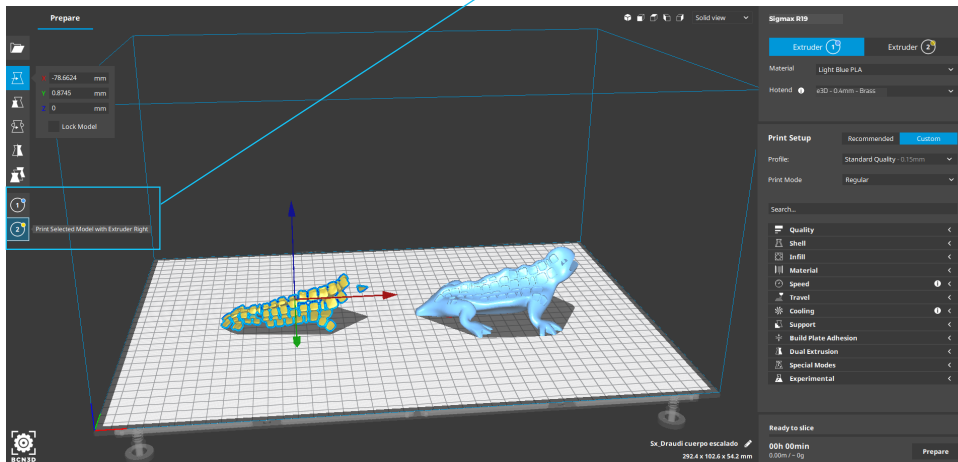 Prepare
Solid view
Sigmax R19
Extruder 1
Extruder 2
Material
Light Blue PLA
Hotend
e3D - 0.4mm - Brass
X -78.6624 mm
Y 0.8745 mm
Z 0 mm
Lock Model
Print Setup
Recommended
Custom
Profile:
Standard Quality - 0.15mm
Print Mode
Regular
1
2
Print Selected Model with Extruder Right
Search...
Quality
Shell
Infill
Material
Speed
Travel
Cooling
Support
Build Plate Adhesion
Dual Extrusion
Special Modes
Experimental
Ready to slice
00h 00min
0.00m / ~ 0g
Prepare
Sx_Draudi cuerpo escalado
292.4 x 102.6 x 54.2 mm
BCN3D